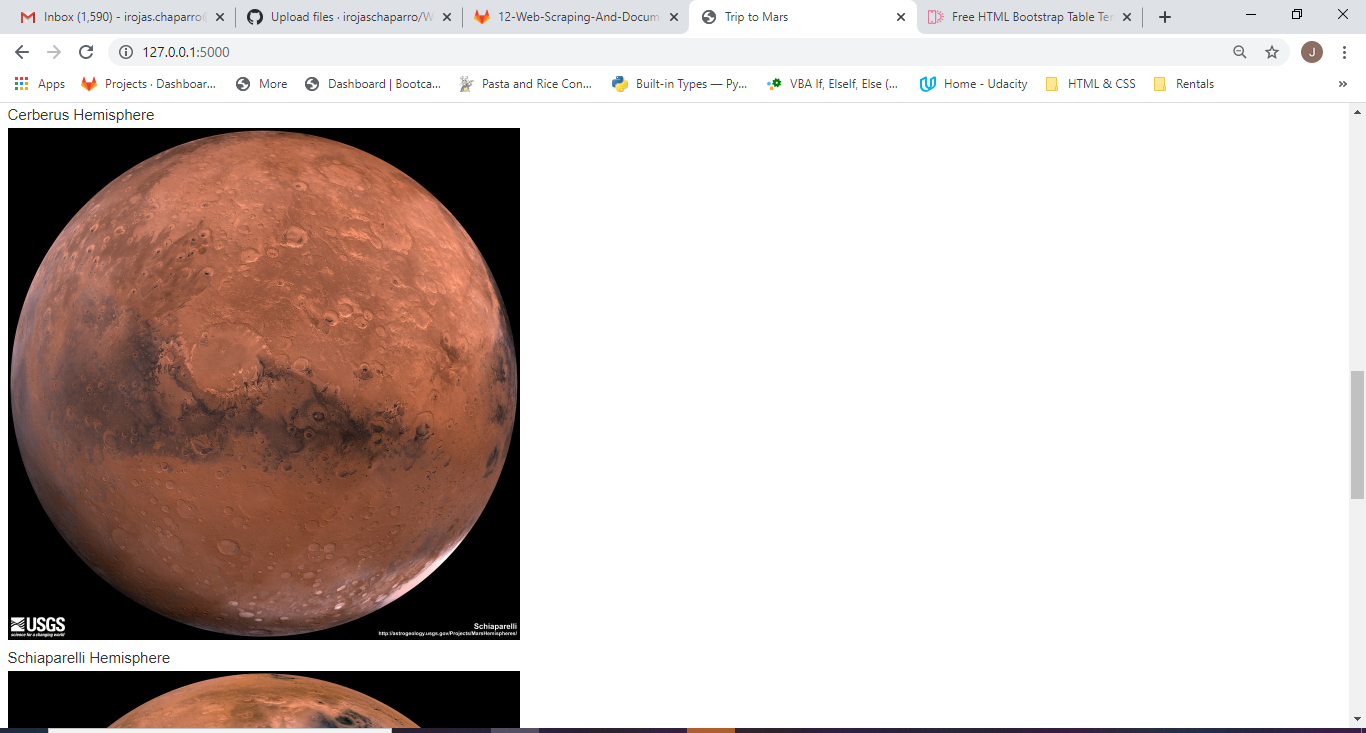 Inbox (1,590) - irojas.chaparro
Upload files · irojaschaparro/W
12-Web-Scraping-And-Docum
Trip to Mars
Free HTML Bootstrap Table Ter
127.0.0.1:5000
J
Apps
Projects · Dashboar...
More
Dashboard | Bootca...
Pasta and Rice Con...
Built-in Types — Py...
VBA If, ElseIf, Else (...
Home - Udacity
HTML & CSS
Rentals
»
Cerberus Hemisphere
USGS
science for a changing world
Schiaparelli
http://astrogeology.usgs.gov/Projects/MarsHemispheres/
Schiaparelli Hemisphere